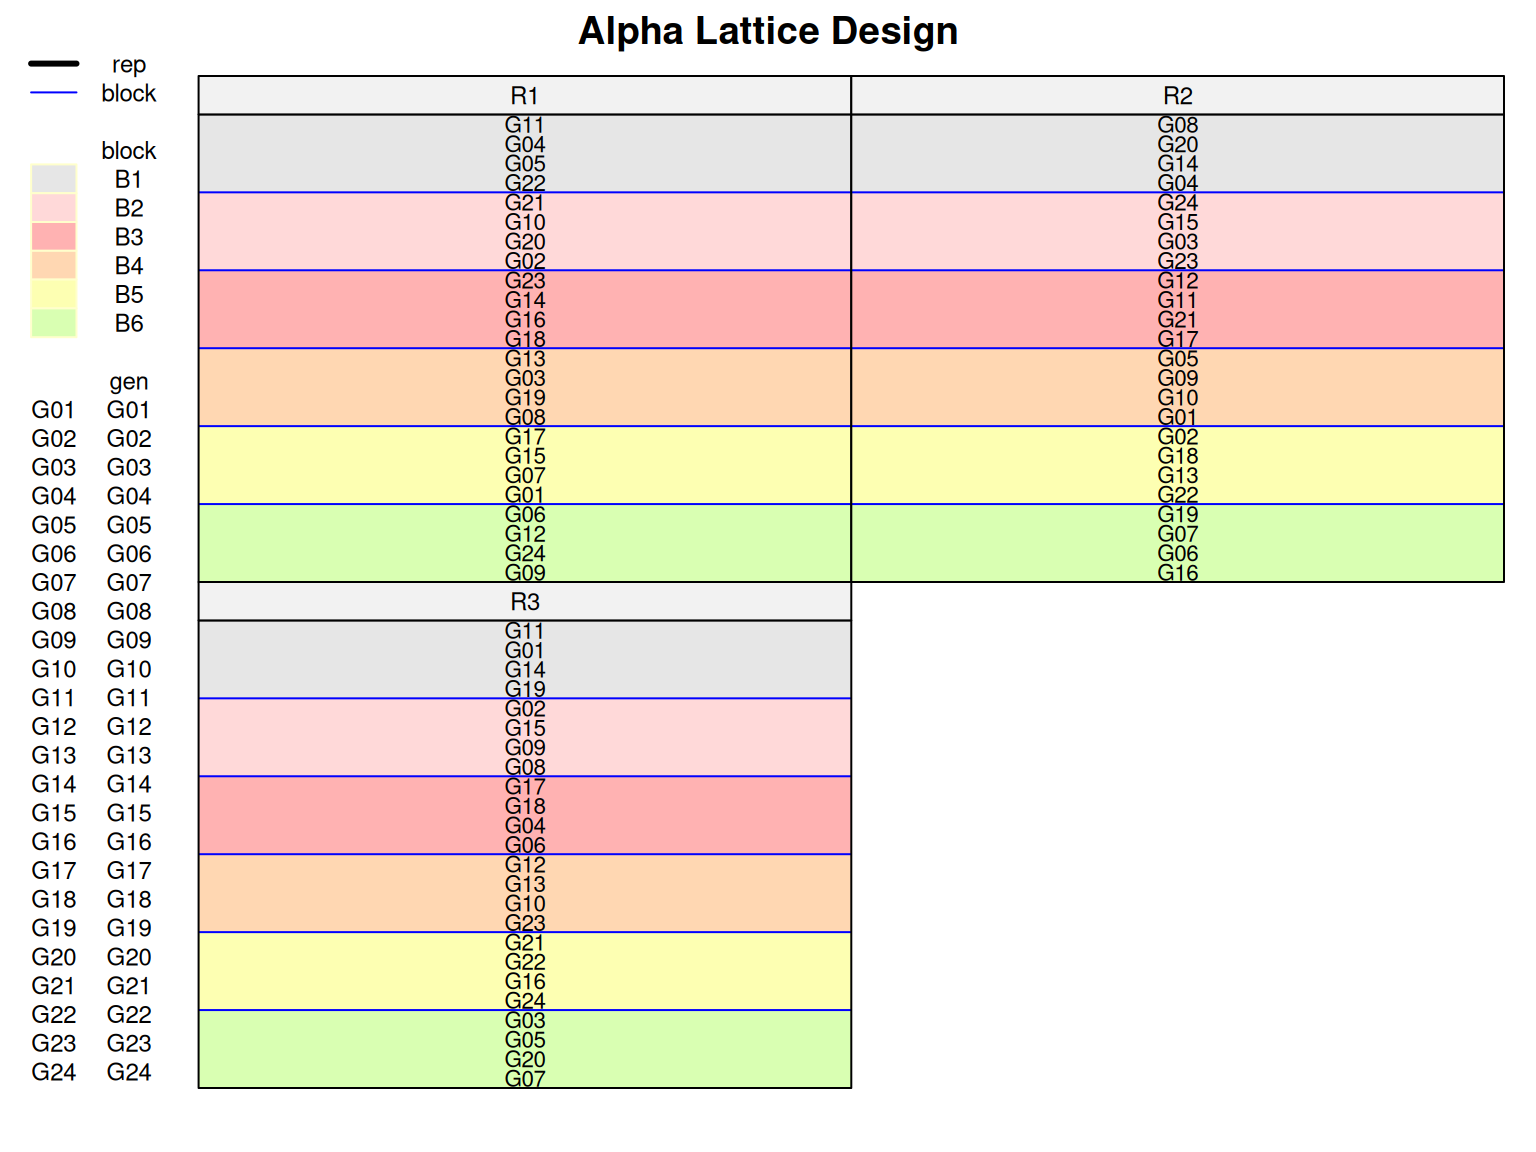 Alpha Lattice Design
rep
block
block
B1
B2
B3
B4
B5
B6
gen
G01 G01
G02 G02
G03 G03
G04 G04
G05 G05
G06 G06
G07 G07
G08 G08
G09 G09
G10 G10
G11 G11
G12 G12
G13 G13
G14 G14
G15 G15
G16 G16
G17 G17
G18 G18
G19 G19
G20 G20
G21 G21
G22 G22
G23 G23
G24 G24
R1
G11
G04
G05
G22
G21
G10
G20
G02
G23
G14
G16
G18
G13
G03
G19
G08
G17
G15
G07
G01
G06
G12
G24
G09
R2
G08
G20
G14
G04
G24
G15
G03
G23
G12
G11
G21
G17
G05
G09
G10
G01
G02
G18
G13
G22
G19
G07
G06
G16
R3
G11
G01
G14
G19
G02
G15
G09
G08
G17
G18
G04
G06
G12
G13
G10
G23
G21
G22
G16
G24
G03
G05
G20
G07